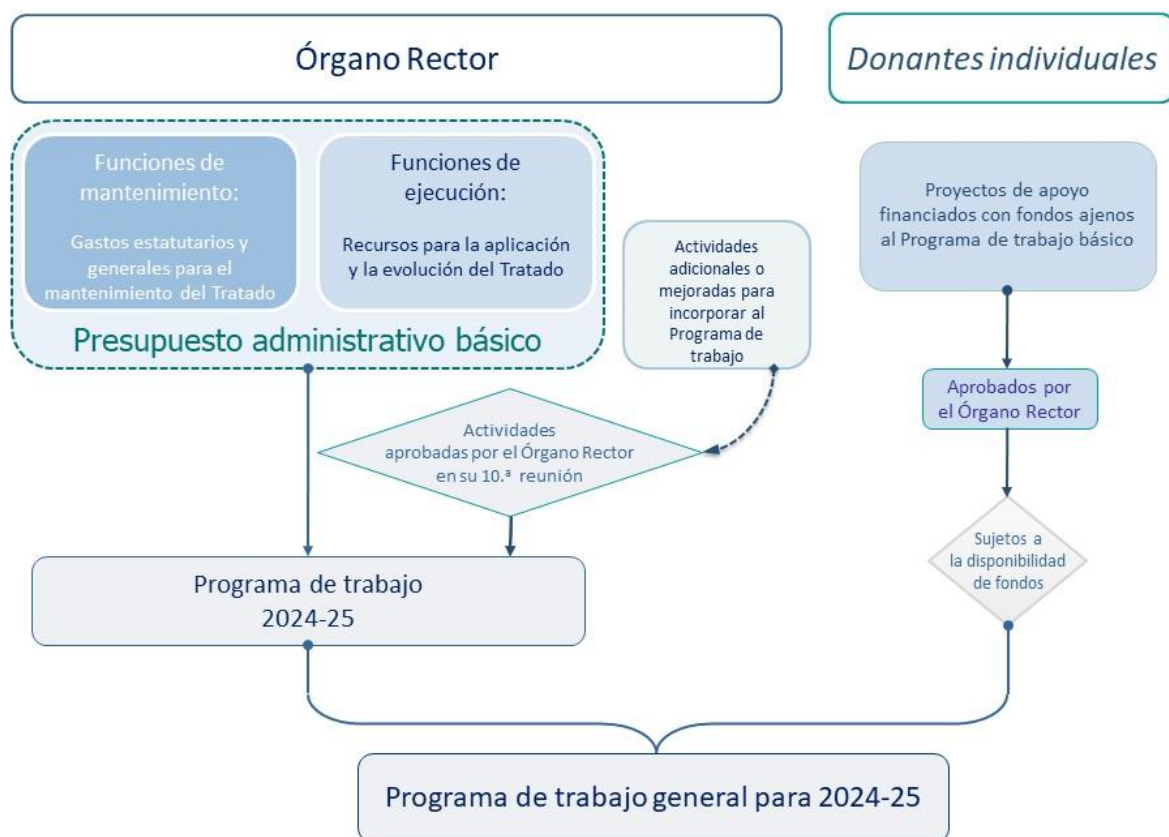 Órgano Rector
Donantes individuales
Funciones de
mantenimiento:
Gastos estatutarios y
generales para el
mantenimiento del Tratado
Funciones de
ejecución:
Recursos para la aplicación
y la evolución del Tratado
Presupuesto administrativo básico
Actividades
adicionales o
mejoradas para
incorporar al
Programa de
trabajo
Proyectos de apoyo
financiados con fondos ajenos
al Programa de trabajo básico
Aprobados por
el Órgano Rector
Actividades
aprobadas por el Órgano Rector
en su 10.ª reunión
Sujetos a
la disponibilidad
de fondos
Programa de trabajo
2024-25
Programa de trabajo general para 2024-25